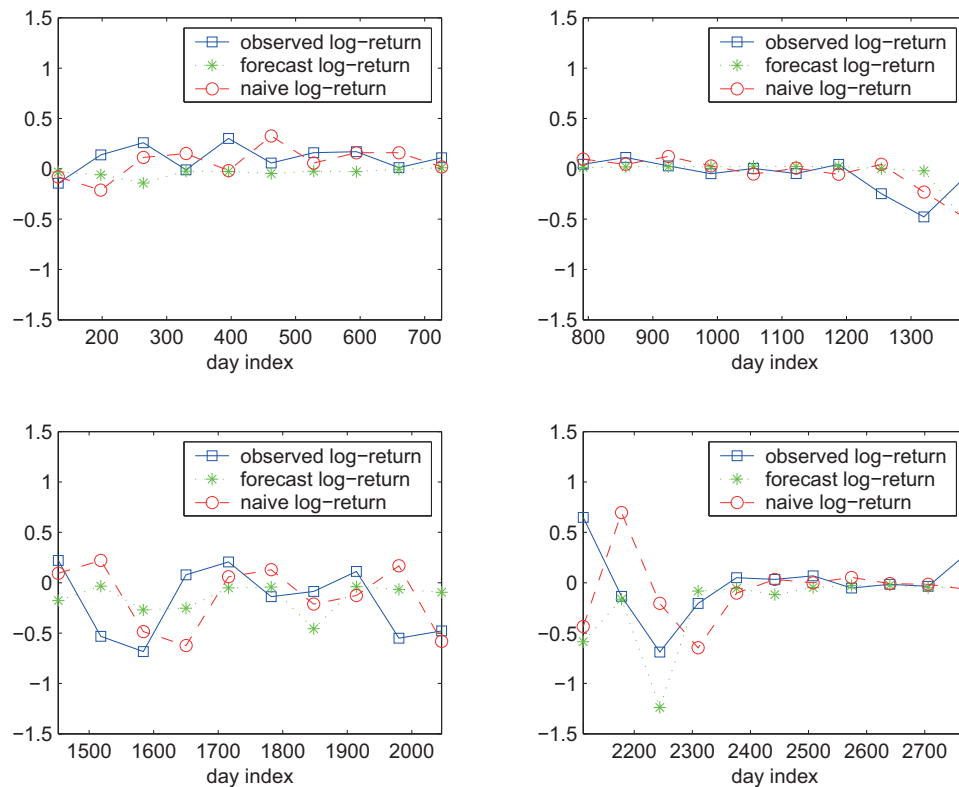 1.5
1
0.5
0
−0.5
−1
−1.5
observed log−return
forecast log−return
naive log−return
200 300 400 500 600 700
day index
1.5
1
0.5
0
−0.5
−1
−1.5
observed log−return
forecast log−return
naive log−return
800 900 1000 1100 1200 1300
day index
1.5
1
0.5
0
−0.5
−1
−1.5
observed log−return
forecast log−return
naive log−return
1500 1600 1700 1800 1900 2000
day index
1.5
1
0.5
0
−0.5
−1
−1.5
observed log−return
forecast log−return
naive log−return
2200 2300 2400 2500 2600 2700
day index